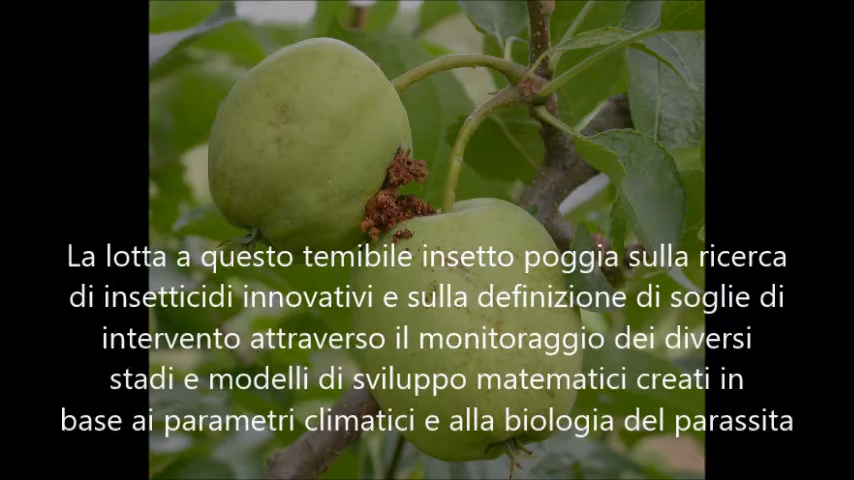 La lotta a questo temibile insetto poggia sulla ricerca
di insetticidi innovativi e sulla definizione di soglie di
intervento attraverso il monitoraggio dei diversi
stadi e modelli di sviluppo matematici creati in
base ai parametri climatici e alla biologia del parassita